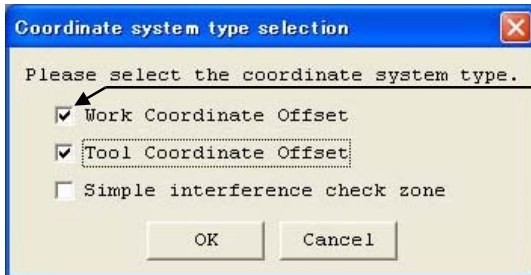 Coordinate system type selection
Please select the coordinate system type.
Work Coordinate Offset
Tool Coordinate Offset
Simple interference check zone
OK Cancel